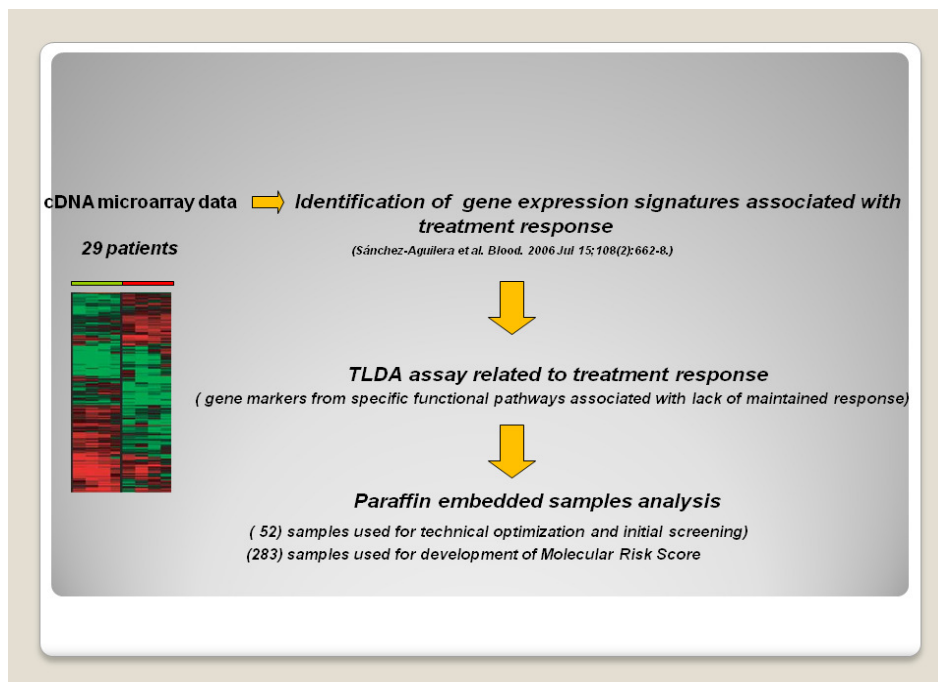 cDNA microarray data
Identification of gene expression signatures associated with
treatment response
29 patients
(Sánchez-Aguilera et al. Blood. 2006 Jul 15;108(2):662-8.)
TLDA assay related to treatment response
( gene markers from specific functional pathways associated with lack of maintained response)
Paraffin embedded samples analysis
( 52) samples used for technical optimization and initial screening)
(283) samples used for development of Molecular Risk Score